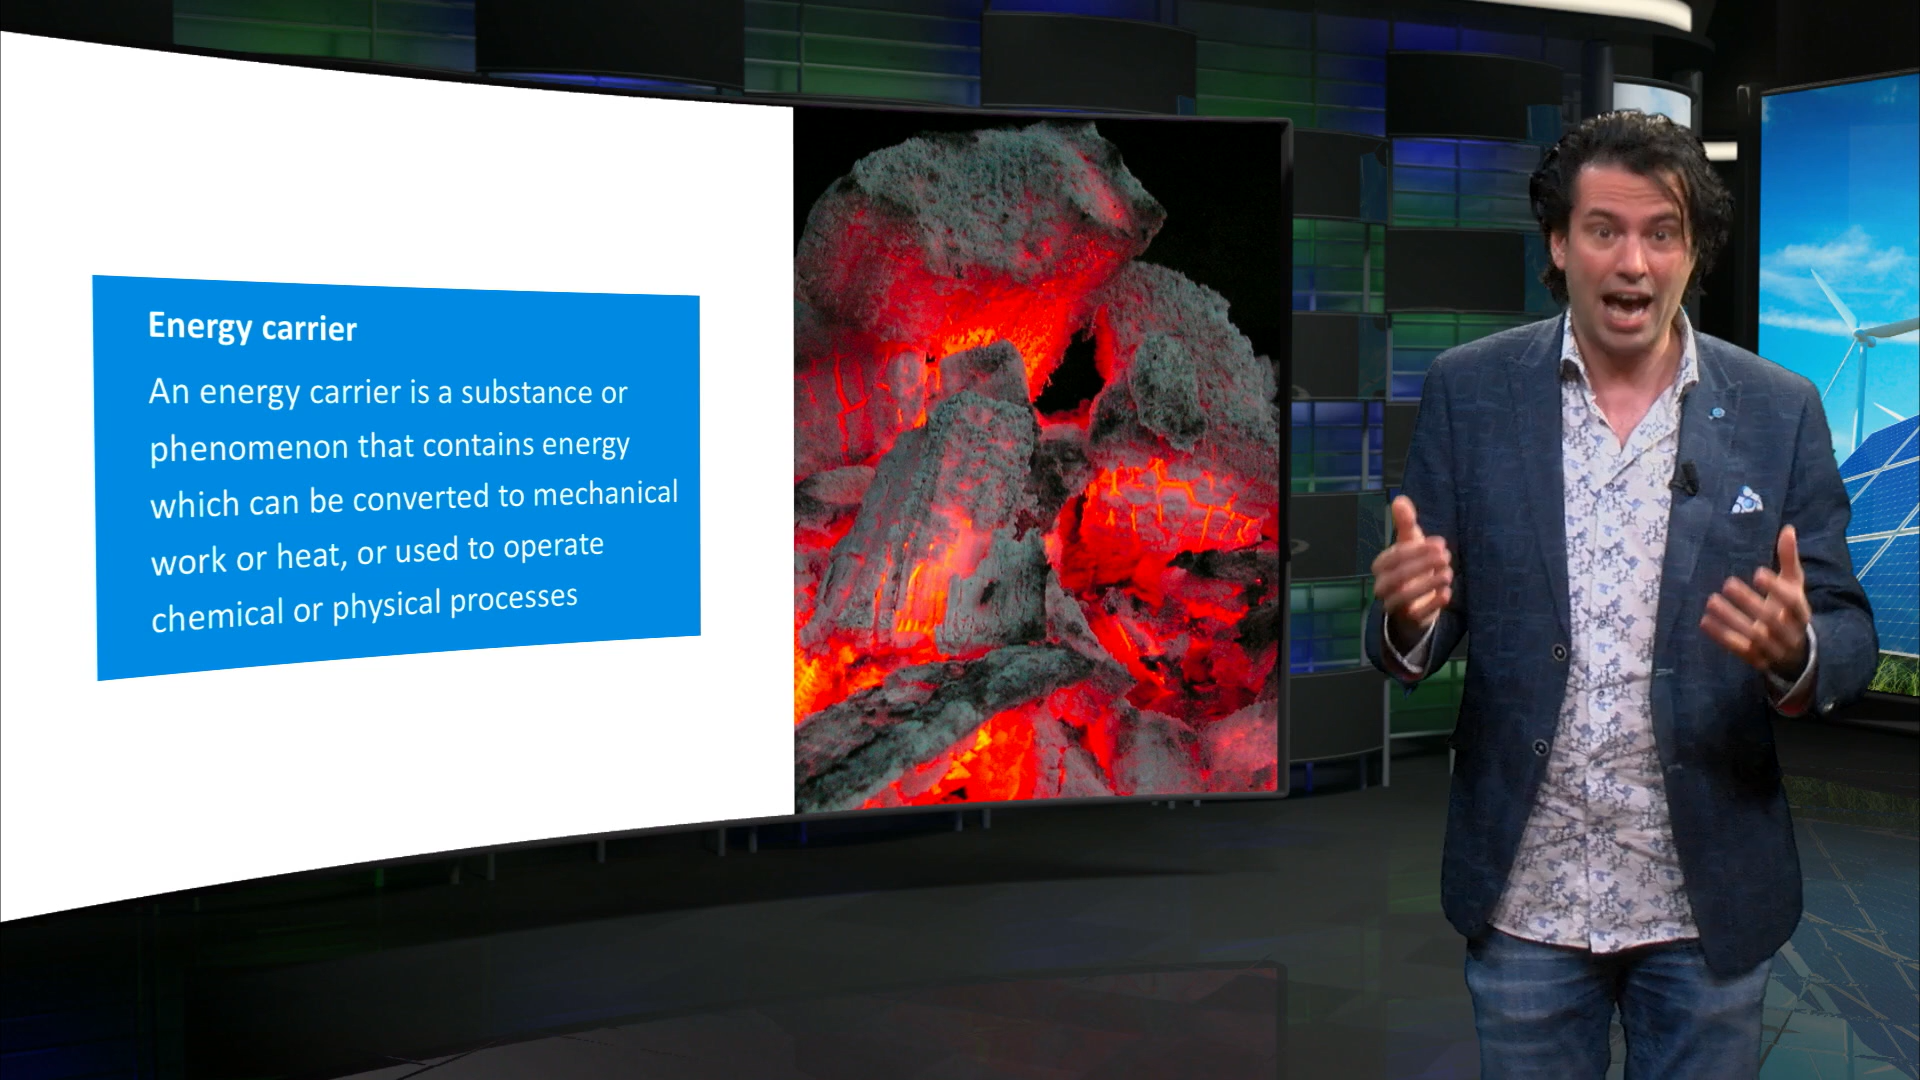 Energy carrier
An energy carrier is a substance or
phenomenon that contains energy
which can be converted to mechanical
work or heat, or used to operate
chemical or physical processes